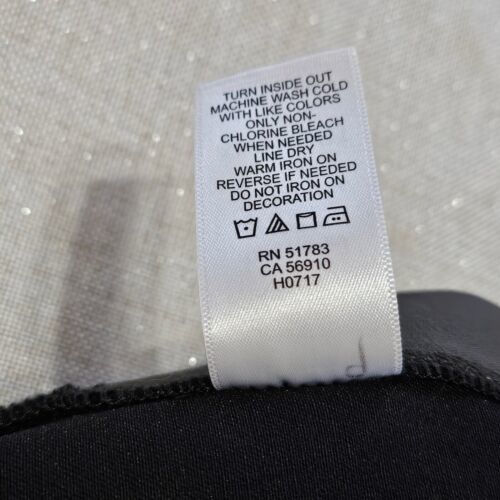 TURN INSIDE OUT
MACHINE WASH COLD
WITH LIKE COLORS
ONLY NON-
CHLORINE BLEACH
WHEN NEEDED
LINE DRY
WARM IRON ON
REVERSE IF NEEDED
DO NOT IRON ON
DECORATION
RN 51783
CA 56910
H0717